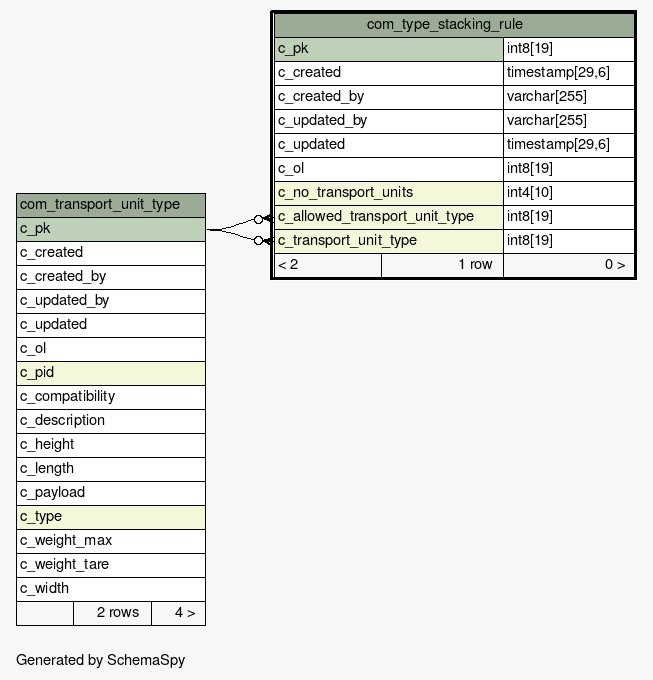 com_type_stacking_rule
c_pk int8[19]
c_created timestamp[29,6]
c_created_by varchar[255]
c_updated_by varchar[255]
c_updated timestamp[29,6]
c_ol int8[19]
c_no_transport_units int4[10]
c_allowed_transport_unit_type int8[19]
c_transport_unit_type int8[19]
< 2 1 row 0 >
com_transport_unit_type
c_pk
c_created
c_created_by
c_updated_by
c_updated
c_ol
c_pid
c_compatibility
c_description
c_height
c_length
c_payload
c_type
c_weight_max
c_weight_tare
c_width
2 rows 4 >
Generated by SchemaSpy